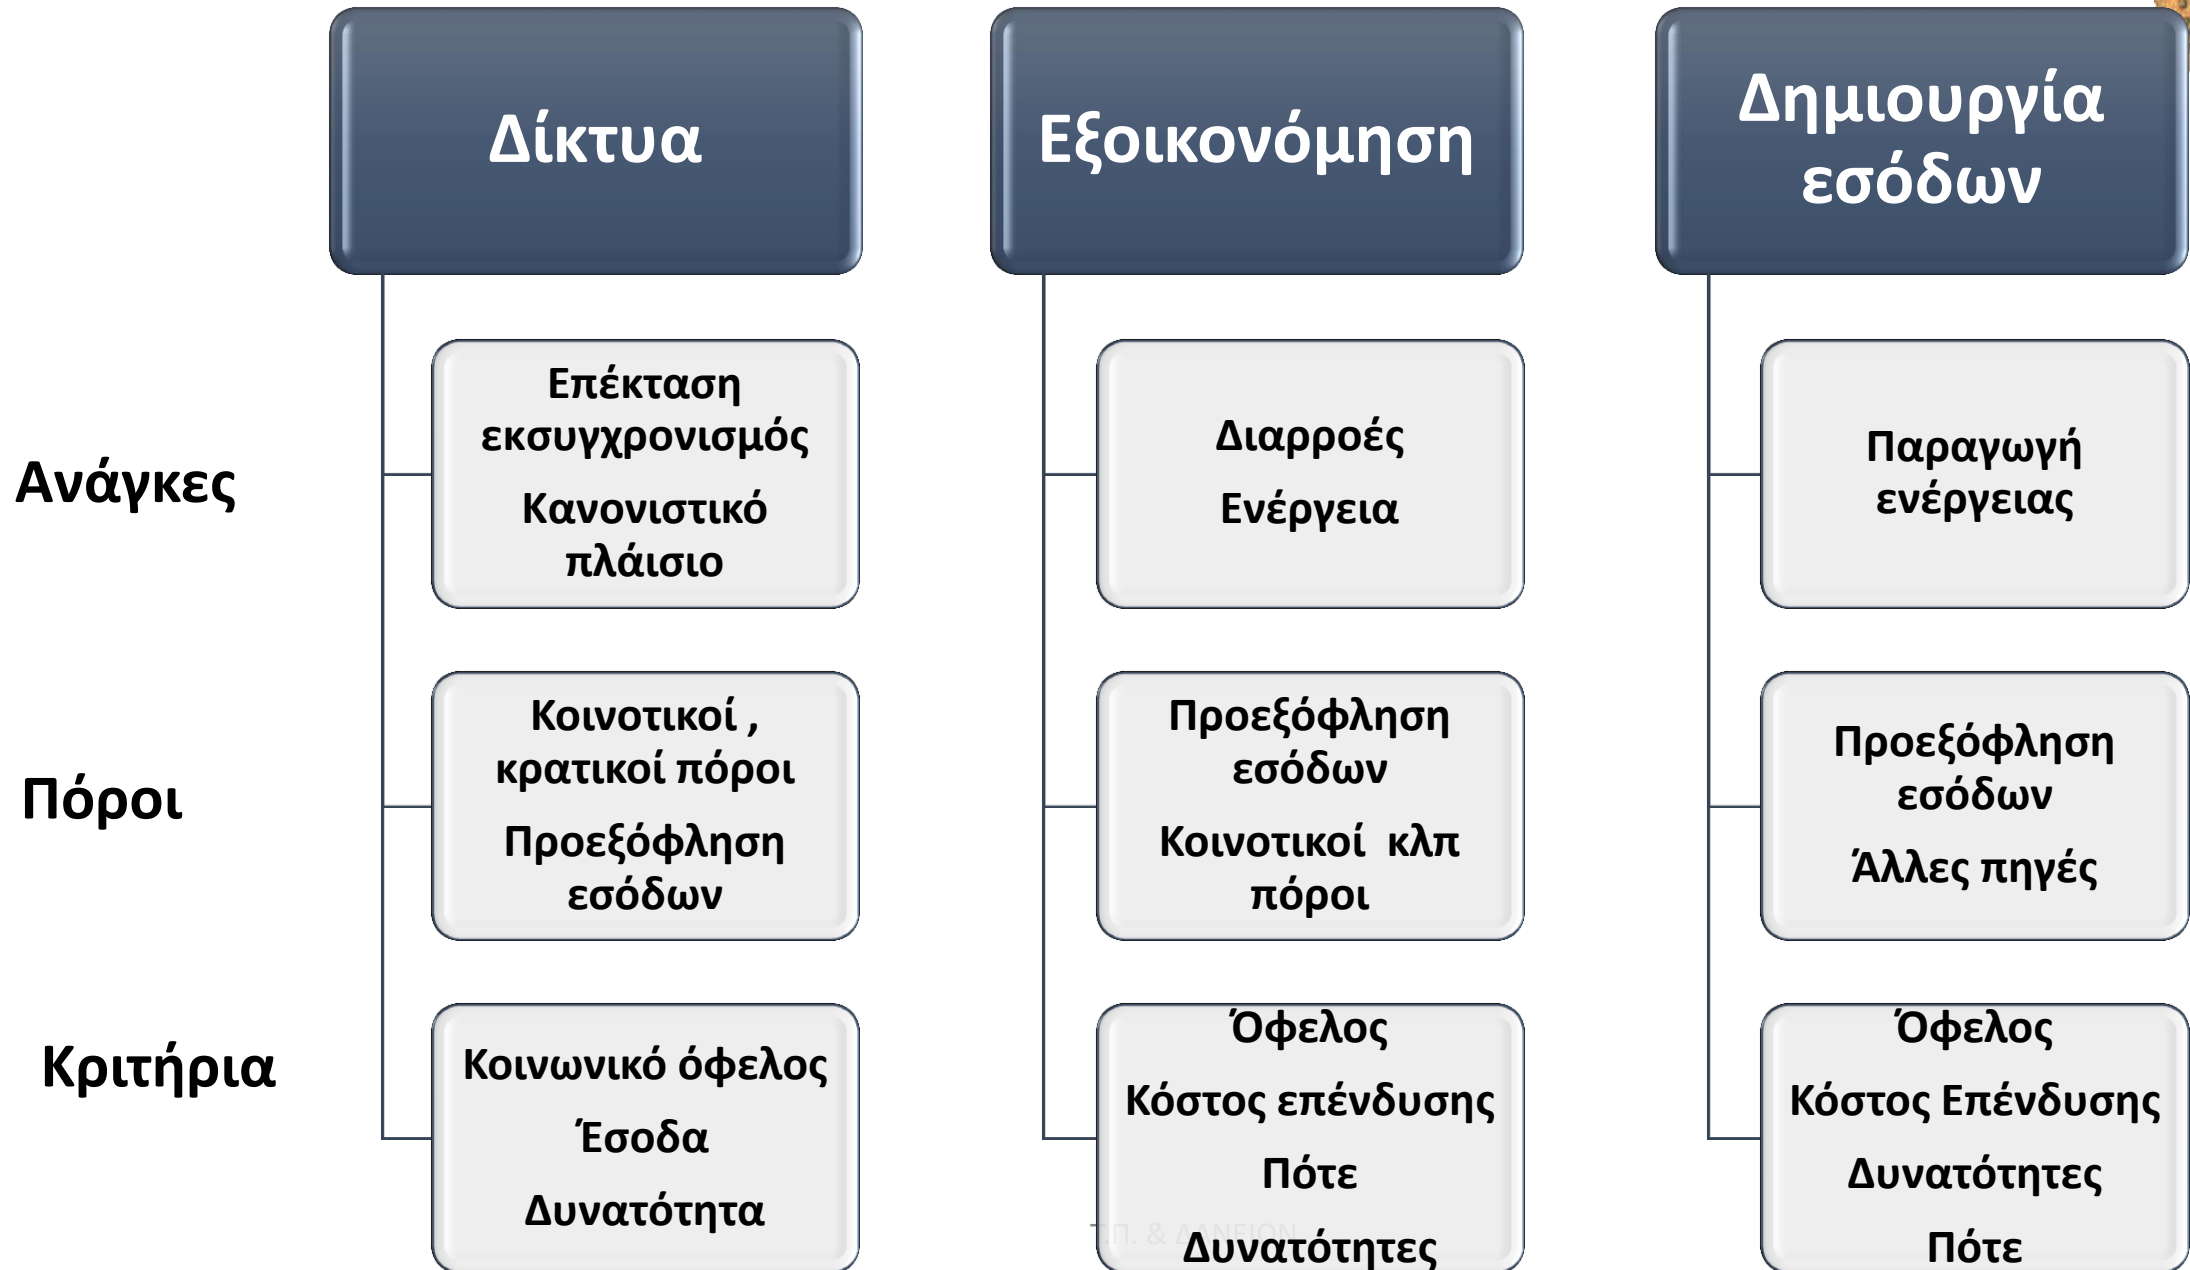 Δίκτυα
Εξοικονόμηση
Δημιουργία
εσόδων
Ανάγκες
Επέκταση
εκσυγχρονισμός
Κανονιστικό
πλάισιο
Διαρροές
Ενέργεια
Παραγωγή
ενέργειας
Πόροι
Κοινοτικοί ,
κρατικοί πόροι
Προεξόφληση
εσόδων
Προεξόφληση
εσόδων
Κοινοτικοί κλπ
πόροι
Προεξόφληση
εσόδων
Άλλες πηγές
Κριτήρια
Κοινωνικό όφελος
Έσοδα
Δυνατότητα
Όφελος
Κόστος επένδυσης
Πότε
Δυνατότητες
Όφελος
Κόστος Επένδυσης
Δυνατότητες
Πότε
Τ.Π. & ΔΑΝΕΙΩΝ